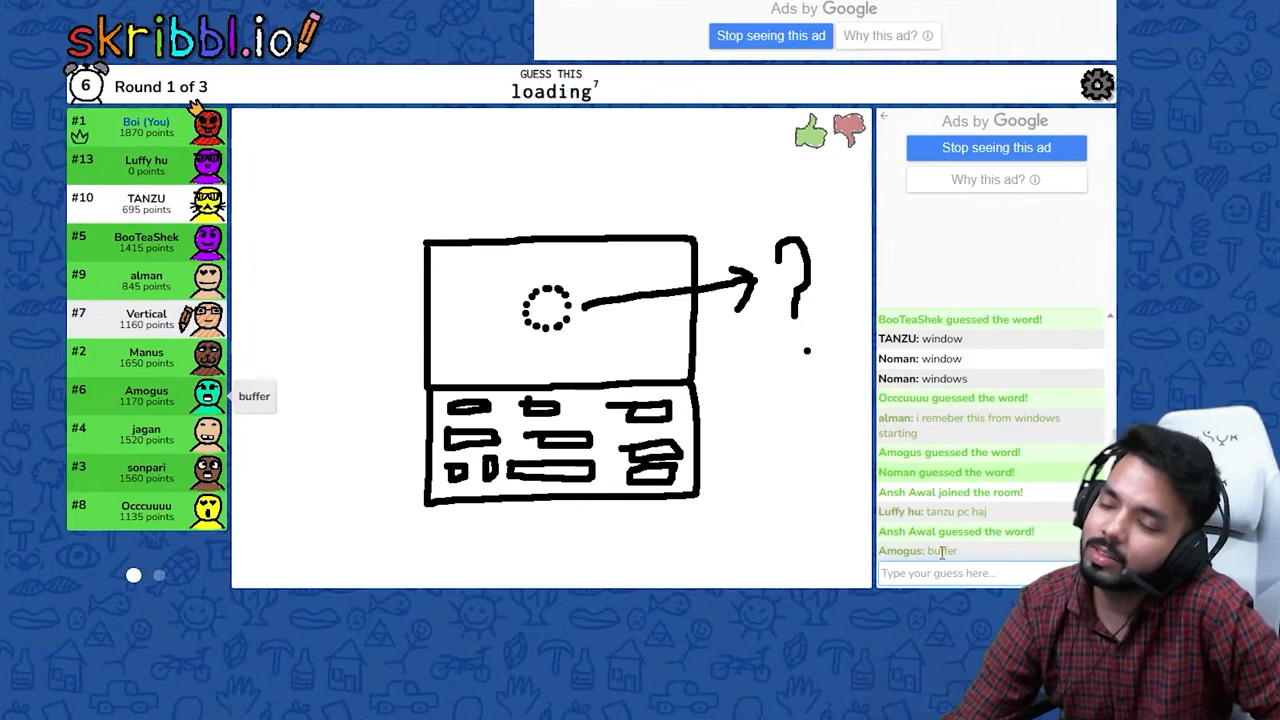 Ads by Google
Stop seeing this ad
Why this ad?
skribbl.io
6
Round 1 of 3
GUESS THIS
loading7
#1
Boi (You)
1870 points
#13
Luffy hu
0 points
#10
TANZU
695 points
#5
BooTeaShek
1415 points
#9
alman
845 points
#7
Vertical
1160 points
#2
Manus
1650 points
#6
Amogus
1170 points
buffer
#4
jagan
1520 points
#3
sonpari
1560 points
#8
Occcuuuu
1135 points
?
Ads by Google
Stop seeing this ad
Why this ad?
BooTeaShek guessed the word!
TANZU: window
Noman: window
Noman: windows
Occcuuuu guessed the word!
alman: i remeber this from windows
starting
Amogus guessed the word!
Noman guessed the word!
Ansh Awal joined the room!
Luffy hu: tanzu pc haj
Ansh Awal guessed the word!
Amogus: buffer
Type your guess here...